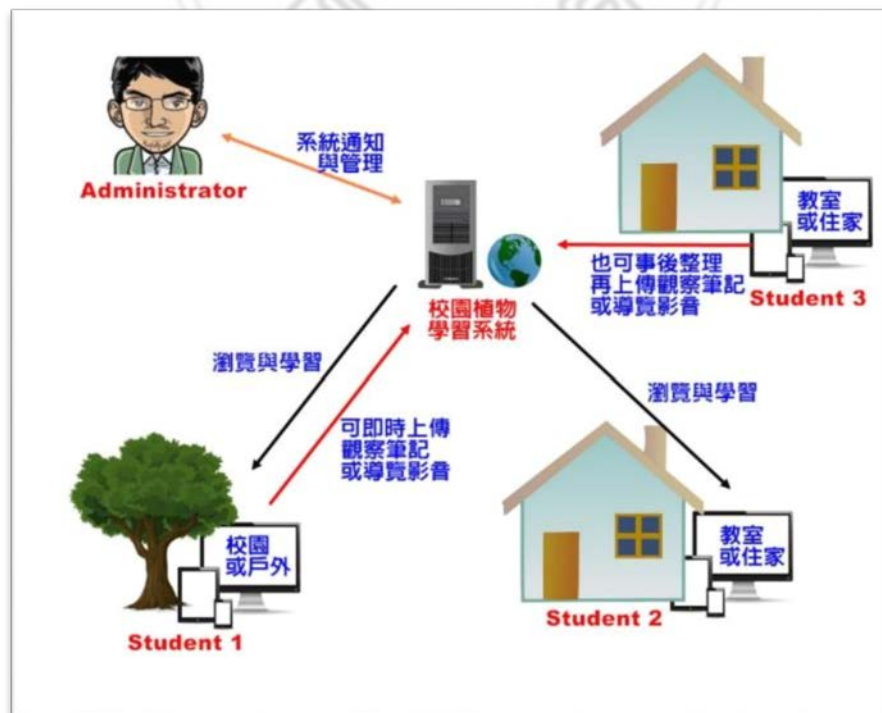 系統通知
與管理
Administrator
教室
或住家
也可事後整理
再上傳觀察筆記
或導覽影音
Student 3
校園植物
學習系統
瀏覽與學習
瀏覽與學習
可即時上傳
觀察筆記
或導覽影音
校園
或戶外
Student 1
教室
或住家
Student 2